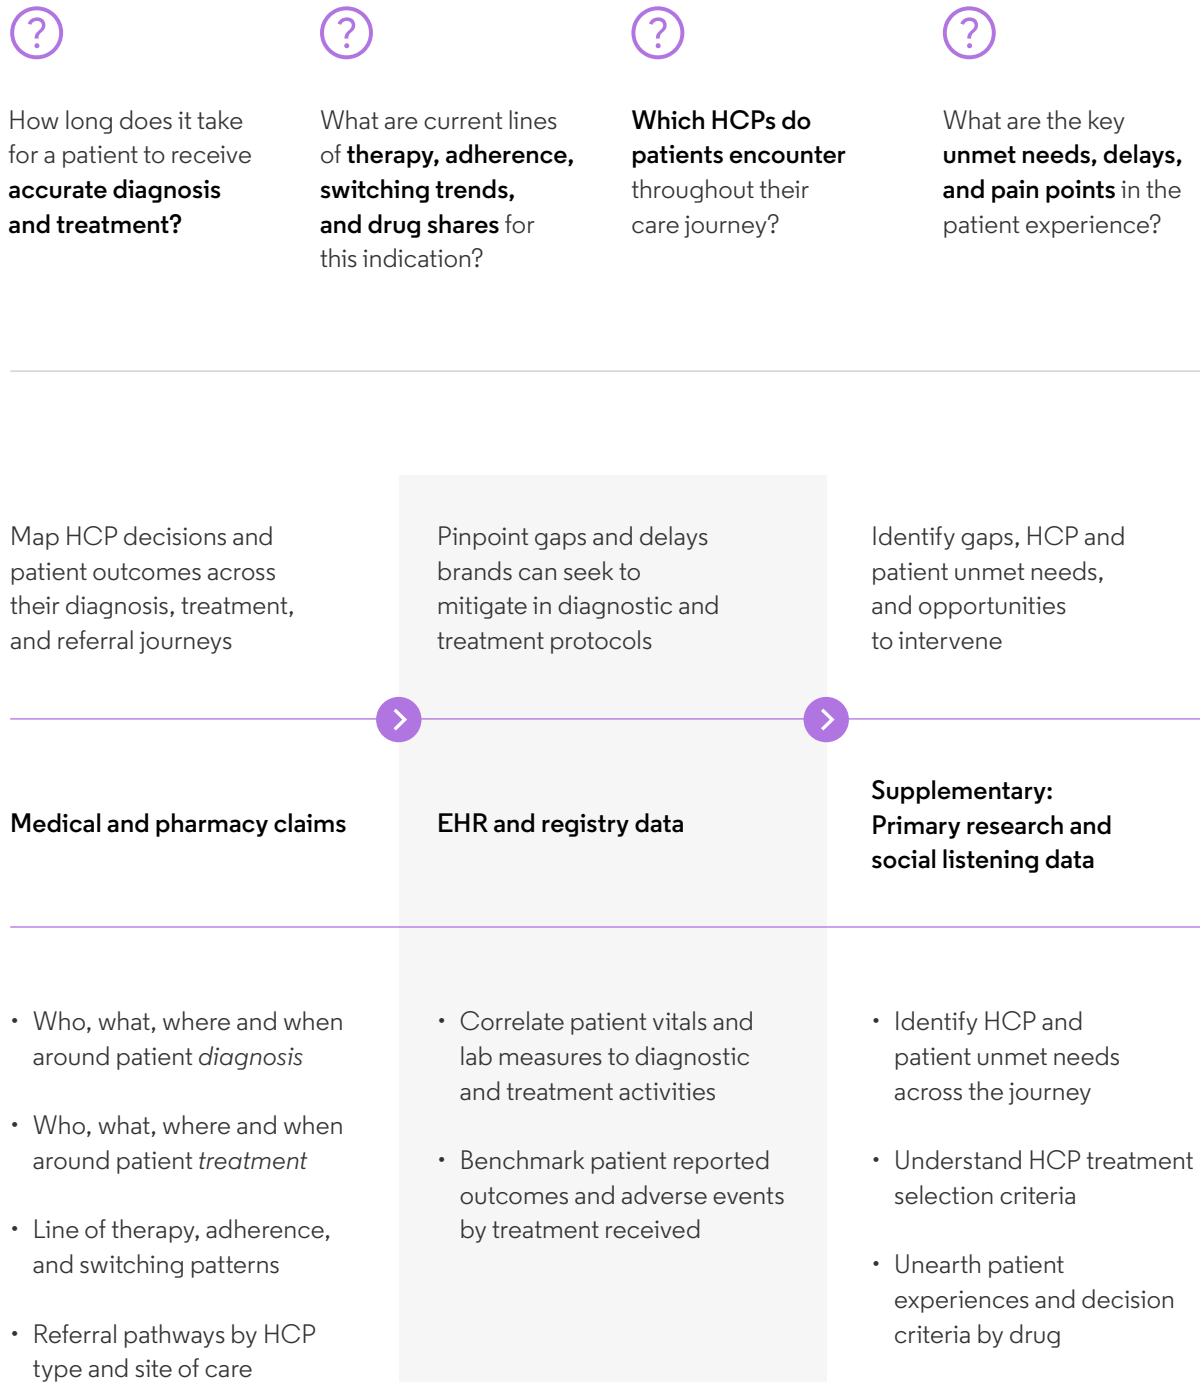 How long does it take
for a patient to receive
accurate diagnosis
and treatment?
What are current lines
of therapy, adherence,
switching trends,
and drug shares for
this indication?
Which HCPs do
patients encounter
throughout their
care journey?
What are the key
unmet needs, delays,
and pain points in the
patient experience?
Map HCP decisions and
patient outcomes across
their diagnosis, treatment,
and referral journeys
Pinpoint gaps and delays
brands can seek to
mitigate in diagnostic and
treatment protocols
Identify gaps, HCP and
patient unmet needs,
and opportunities
to intervene
Medical and pharmacy claims
EHR and registry data
Supplementary:
Primary research and
social listening data
• Who, what, where and when
around patient diagnosis
• Who, what, where and when
around patient treatment
• Line of therapy, adherence,
and switching patterns
• Referral pathways by HCP
type and site of care
• Correlate patient vitals and
lab measures to diagnostic
and treatment activities
• Benchmark patient reported
outcomes and adverse events
by treatment received
• Identify HCP and
patient unmet needs
across the journey
• Understand HCP treatment
selection criteria
• Unearth patient
experiences and decision
criteria by drug